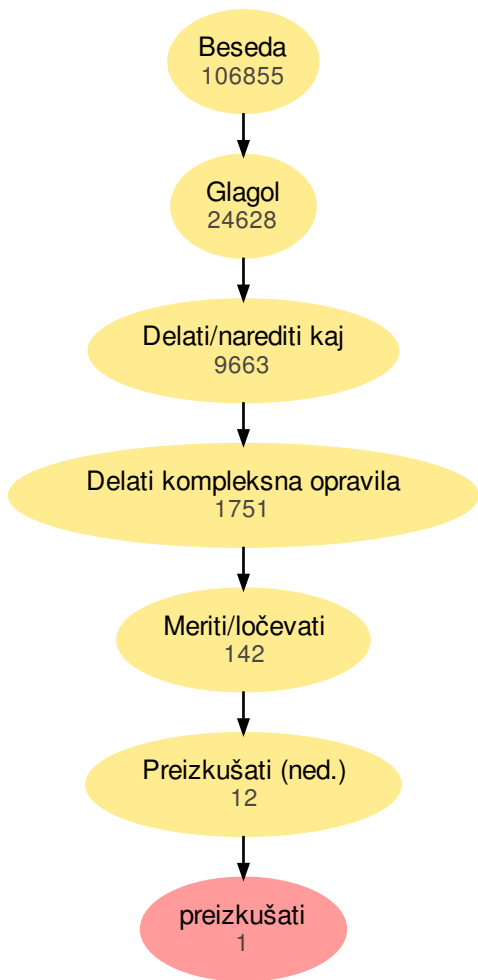 Beseda
106855
Glagol
24628
Delati/narediti kaj
9663
Delati kompleksna opravila
1751
Meriti/ločevati
142
Preizkušati (ned.)
12
preizkušati
1